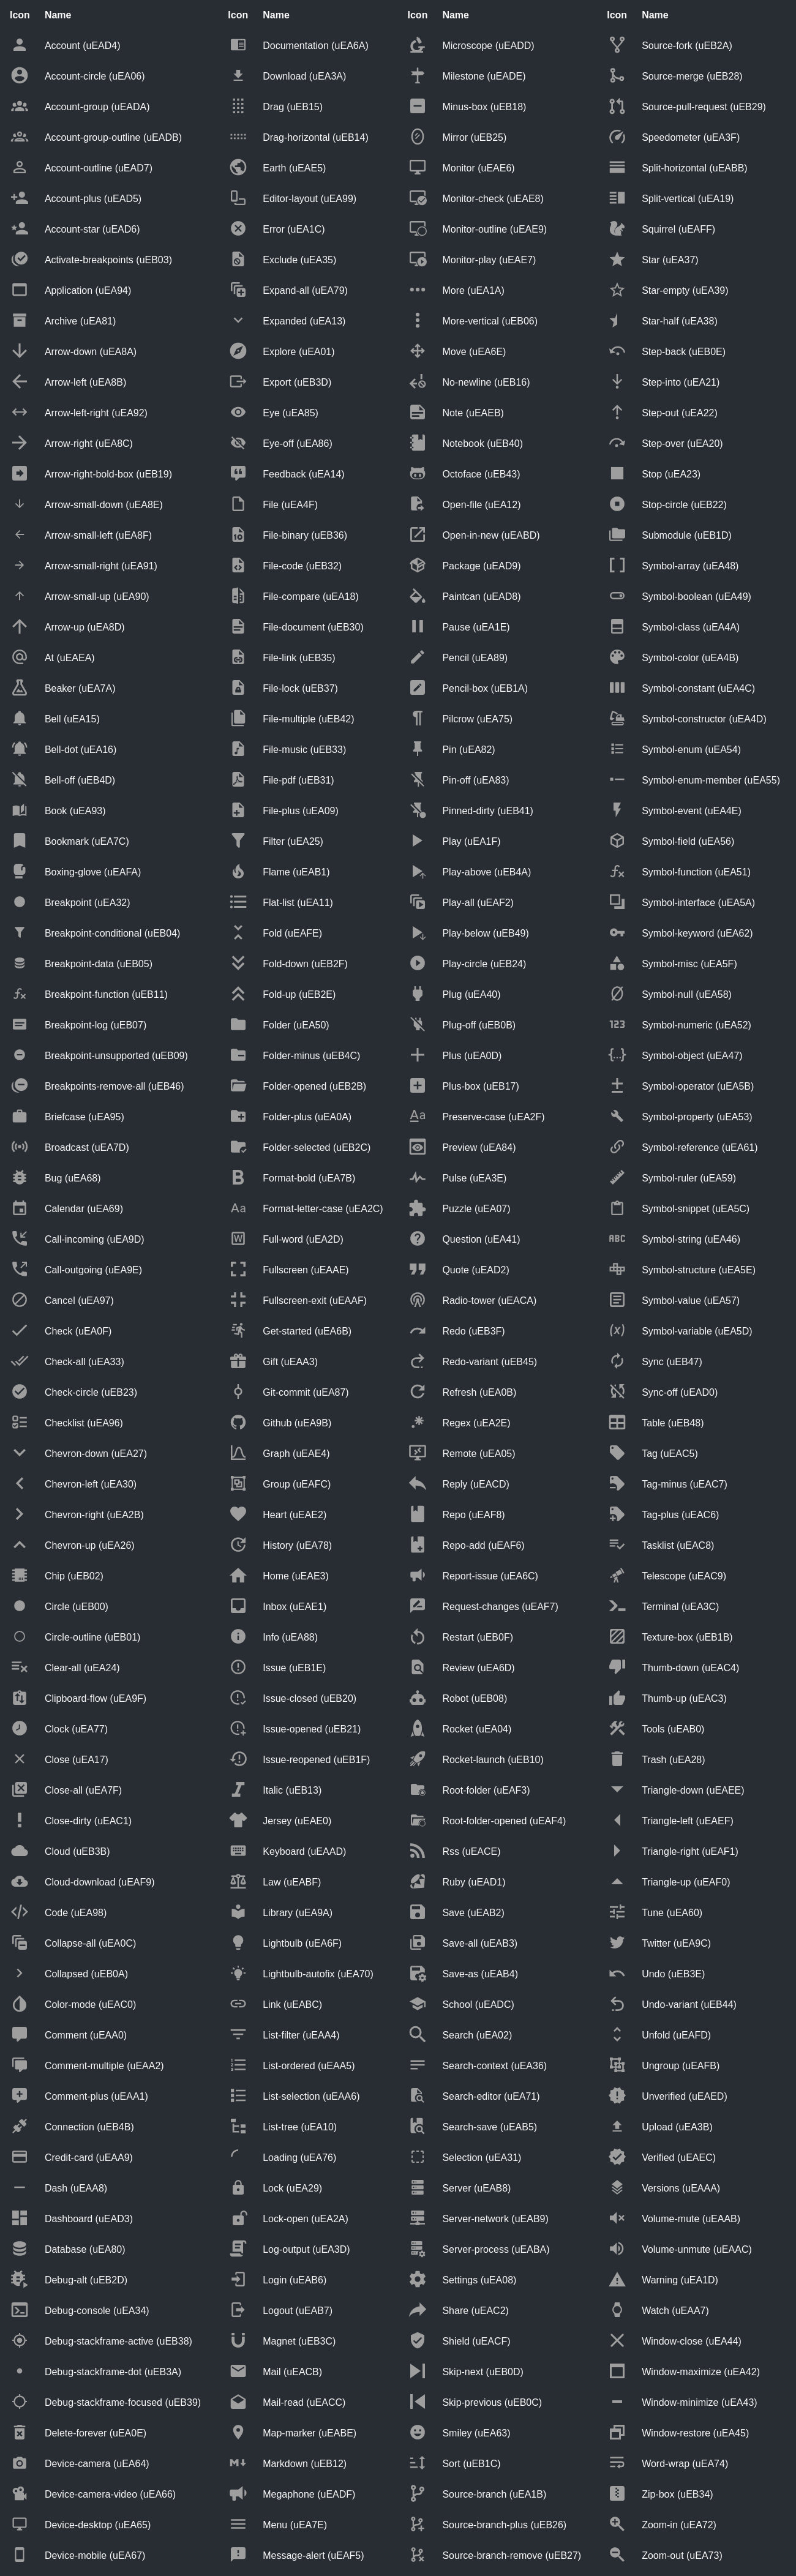 Icon Name Icon Name Icon Name Icon Name
Account (uEAD4) Documentation (uEA6A) Microscope (uEADD) Source-fork (uEB2A)
Account-circle (uEA06) Download (uEA3A) Milestone (uEADE) Source-merge (uEB28)
Account-group (uEADA) Drag (uEB15) Minus-box (uEB18) Source-pull-request (uEB29)
Account-group-outline (uEADB) Drag-horizontal (uEB14) Mirror (uEB25) Speedometer (uEA3F)
Account-outline (uEAD7) Earth (uEAE5) Monitor (uEAE6) Split-horizontal (uEABB)
Account-plus (uEAD5) Editor-layout (uEA99) Monitor-check (uEAE8) Split-vertical (uEA19)
Account-star (uEAD6) Error (uEA1C) Monitor-outline (uEAE9) Squirrel (uEAFF)
Activate-breakpoints (uEB03) Exclude (uEA35) Monitor-play (uEAE7) Star (uEA37)
Application (uEA94) Expand-all (uEA79) More (uEA1A) Star-empty (uEA39)
Archive (uEA81) Expanded (uEA13) More-vertical (uEB06) Star-half (uEA38)
Arrow-down (uEA8A) Explore (uEA01) Move (uEA6E) Step-back (uEB0E)
Arrow-left (uEA8B) Export (uEB3D) No-newline (uEB16) Step-into (uEA21)
Arrow-left-right (uEA92) Eye (uEA85) Note (uEAEB) Step-out (uEA22)
Arrow-right (uEA8C) Eye-off (uEA86) Notebook (uEB40) Step-over (uEA20)
Arrow-right-bold-box (uEB19) Feedback (uEA14) Octoface (uEB43) Stop (uEA23)
Arrow-small-down (uEA8E) File (uEA4F) Open-file (uEA12) Stop-circle (uEB22)
Arrow-small-left (uEA8F) File-binary (uEB36) Open-in-new (uEABD) Submodule (uEB1D)
Arrow-small-right (uEA91) File-code (uEB32) Package (uEAD9) Symbol-array (uEA48)
Arrow-small-up (uEA90) File-compare (uEA18) Paintcan (uEAD8) Symbol-boolean (uEA49)
Arrow-up (uEA8D) File-document (uEB30) Pause (uEA1E) Symbol-class (uEA4A)
At (uEAEA) File-link (uEB35) Pencil (uEA89) Symbol-color (uEA4B)
Beaker (uEA7A) File-lock (uEB37) Pencil-box (uEB1A) Symbol-constant (uEA4C)
Bell (uEA15) File-multiple (uEB42) Pilcrow (uEA75) Symbol-constructor (uEA4D)
Bell-dot (uEA16) File-music (uEB33) Pin (uEA82) Symbol-enum (uEA54)
Bell-off (uEB4D) File-pdf (uEB31) Pin-off (uEA83) Symbol-enum-member (uEA55)
Book (uEA93) File-plus (uEA09) Pinned-dirty (uEB41) Symbol-event (uEA4E)
Bookmark (uEA7C) Filter (uEA25) Play (uEA1F) Symbol-field (uEA56)
Boxing-glove (uEAFA) Flame (uEAB1) Play-above (uEB4A) Symbol-function (uEA51)
Breakpoint (uEA32) Flat-list (uEA11) Play-all (uEAF2) Symbol-interface (uEA5A)
Breakpoint-conditional (uEB04) Fold (uEAFE) Play-below (uEB49) Symbol-keyword (uEA62)
Breakpoint-data (uEB05) Fold-down (uEB2F) Play-circle (uEB24) Symbol-misc (uEA5F)
Breakpoint-function (uEB11) Fold-up (uEB2E) Plug (uEA40) Symbol-null (uEA58)
Breakpoint-log (uEB07) Folder (uEA50) Plug-off (uEB0B) Symbol-numeric (uEA52)
Breakpoint-unsupported (uEB09) Folder-minus (uEB4C) Plus (uEA0D) Symbol-object (uEA47)
Breakpoints-remove-all (uEB46) Folder-opened (uEB2B) Plus-box (uEB17) Symbol-operator (uEA5B)
Briefcase (uEA95) Folder-plus (uEA0A) Preserve-case (uEA2F) Symbol-property (uEA53)
Broadcast (uEA7D) Folder-selected (uEB2C) Preview (uEA84) Symbol-reference (uEA61)
Bug (uEA68) Format-bold (uEA7B) Pulse (uEA3E) Symbol-ruler (uEA59)
Calendar (uEA69) Format-letter-case (uEA2C) Puzzle (uEA07) Symbol-snippet (uEA5C)
Call-incoming (uEA9D) Full-word (uEA2D) Question (uEA41) Symbol-string (uEA46)
Call-outgoing (uEA9E) Fullscreen (uEAAE) Quote (uEAD2) Symbol-structure (uEA5E)
Cancel (uEA97) Fullscreen-exit (uEAAF) Radio-tower (uEACA) Symbol-value (uEA57)
Check (uEA0F) Get-started (uEA6B) Redo (uEB3F) Symbol-variable (uEA5D)
Check-all (uEA33) Gift (uEAA3) Redo-variant (uEB45) Sync (uEB47)
Check-circle (uEB23) Git-commit (uEA87) Refresh (uEA0B) Sync-off (uEAD0)
Checklist (uEA96) Github (uEA9B) Regex (uEA2E) Table (uEB48)
Chevron-down (uEA27) Graph (uEAE4) Remote (uEA05) Tag (uEAC5)
Chevron-left (uEA30) Group (uEAFC) Reply (uEACD) Tag-minus (uEAC7)
Chevron-right (uEA2B) Heart (uEAE2) Repo (uEAF8) Tag-plus (uEAC6)
Chevron-up (uEA26) History (uEA78) Repo-add (uEAF6) Tasklist (uEAC8)
Chip (uEB02) Home (uEAE3) Report-issue (uEA6C) Telescope (uEAC9)
Circle (uEB00) Inbox (uEAE1) Request-changes (uEAF7) Terminal (uEA3C)
Circle-outline (uEB01) Info (uEA88) Restart (uEB0F) Texture-box (uEB1B)
Clear-all (uEA24) Issue (uEB1E) Review (uEA6D) Thumb-down (uEAC4)
Clipboard-flow (uEA9F) Issue-closed (uEB20) Robot (uEB08) Thumb-up (uEAC3)
Clock (uEA77) Issue-opened (uEB21) Rocket (uEA04) Tools (uEAB0)
Close (uEA17) Issue-reopened (uEB1F) Rocket-launch (uEB10) Trash (uEA28)
Close-all (uEA7F) Italic (uEB13) Root-folder (uEAF3) Triangle-down (uEAEE)
Close-dirty (uEAC1) Jersey (uEAE0) Root-folder-opened (uEAF4) Triangle-left (uEAEF)
Cloud (uEB3B) Keyboard (uEAAD) Rss (uEACE) Triangle-right (uEAF1)
Cloud-download (uEAF9) Law (uEABF) Ruby (uEAD1) Triangle-up (uEAF0)
Code (uEA98) Library (uEA9A) Save (uEAB2) Tune (uEA60)
Collapse-all (uEA0C) Lightbulb (uEA6F) Save-all (uEAB3) Twitter (uEA9C)
Collapsed (uEB0A) Lightbulb-autofix (uEA70) Save-as (uEAB4) Undo (uEB3E)
Color-mode (uEAC0) Link (uEABC) School (uEADC) Undo-variant (uEB44)
Comment (uEAA0) List-filter (uEAA4) Search (uEA02) Unfold (uEAFD)
Comment-multiple (uEAA2) List-ordered (uEAA5) Search-context (uEA36) Ungroup (uEAFB)
Comment-plus (uEAA1) List-selection (uEAA6) Search-editor (uEA71) Unverified (uEAED)
Connection (uEB4B) List-tree (uEA10) Search-save (uEAB5) Upload (uEA3B)
Credit-card (uEAA9) Loading (uEA76) Selection (uEA31) Verified (uEAEC)
Dash (uEAA8) Lock (uEA29) Server (uEAB8) Versions (uEAAA)
Dashboard (uEAD3) Lock-open (uEA2A) Server-network (uEAB9) Volume-mute (uEAAB)
Database (uEA80) Log-output (uEA3D) Server-process (uEABA) Volume-unmute (uEAAC)
Debug-alt (uEB2D) Login (uEAB6) Settings (uEA08) Warning (uEA1D)
Debug-console (uEA34) Logout (uEAB7) Share (uEAC2) Watch (uEAA7)
Debug-stackframe-active (uEB38) Magnet (uEB3C) Shield (uEACF) Window-close (uEA44)
Debug-stackframe-dot (uEB3A) Mail (uEACB) Skip-next (uEB0D) Window-maximize (uEA42)
Debug-stackframe-focused (uEB39) Mail-read (uEACC) Skip-previous (uEB0C) Window-minimize (uEA43)
Delete-forever (uEA0E) Map-marker (uEABE) Smiley (uEA63) Window-restore (uEA45)
Device-camera (uEA64) Markdown (uEB12) Sort (uEB1C) Word-wrap (uEA74)
Device-camera-video (uEA66) Megaphone (uEADF) Source-branch (uEA1B) Zip-box (uEB34)
Device-desktop (uEA65) Menu (uEA7E) Source-branch-plus (uEB26) Zoom-in (uEA72)
Device-mobile (uEA67) Message-alert (uEAF5) Source-branch-remove (uEB27) Zoom-out (uEA73)